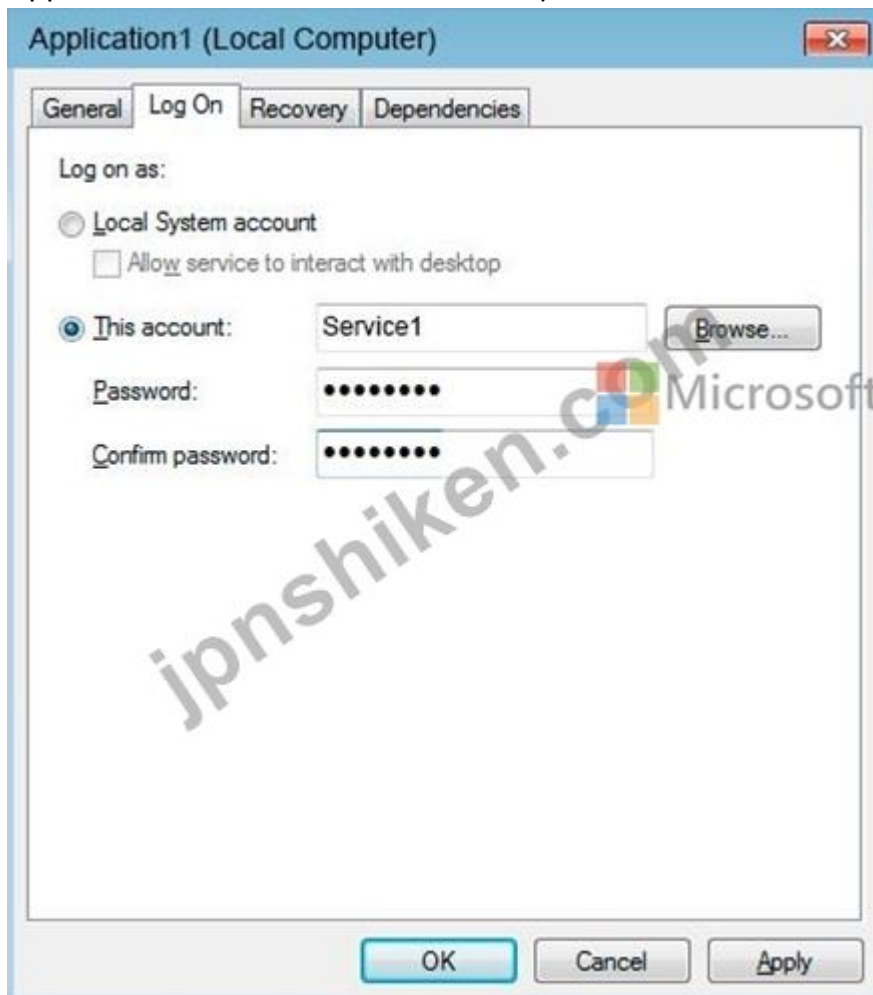 Application1 (Local Computer)
General Log On Recovery Dependencies
Log on as:
Local System account
Allow service to interact with desktop
This account: Service1 Browse...
Password: ●●●●●●●●
Microsoft
Confirm password: ●●●●●●●●
jpnshiken.com
OK Cancel Apply